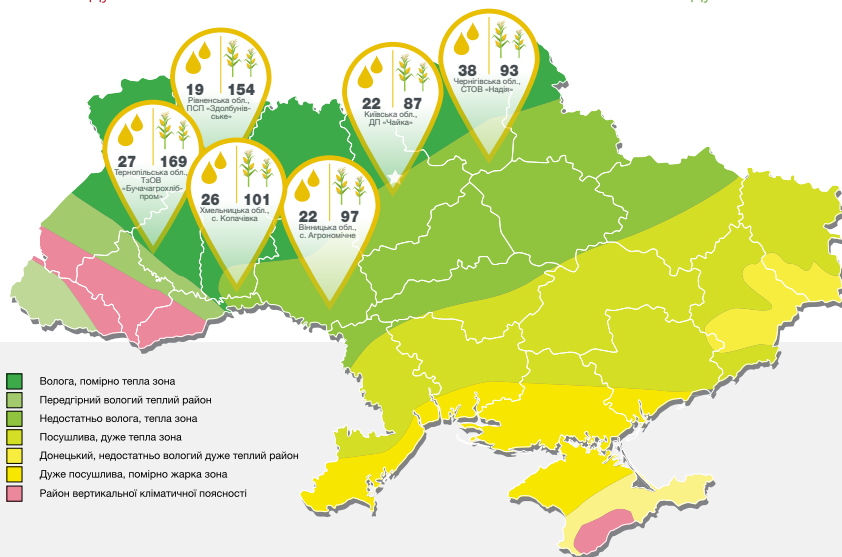 19 154
Рівненська обл.,
ПСП «Здолбунів-
ське»
38 93
Чернігівська обл.,
СТОВ «Надія»
22 87
Київська обл.,
ДП «Чайка»
27 169
Тернопільська обл.,
ТзОВ
«Бучачагрохліб-
пром»
26 101
Хмельницька обл.,
с. Копачівка
22 97
Вінницька обл.,
с. Агрономічне
Волога, помірно тепла зона
Передгірний вологий теплий район
Недостатньо волога, тепла зона
Посушлива, дуже тепла зона
Донецький, недостатньо вологий дуже теплий район
Дуже посушлива, помірно жарка зона
Район вертикальної кліматичної поясності